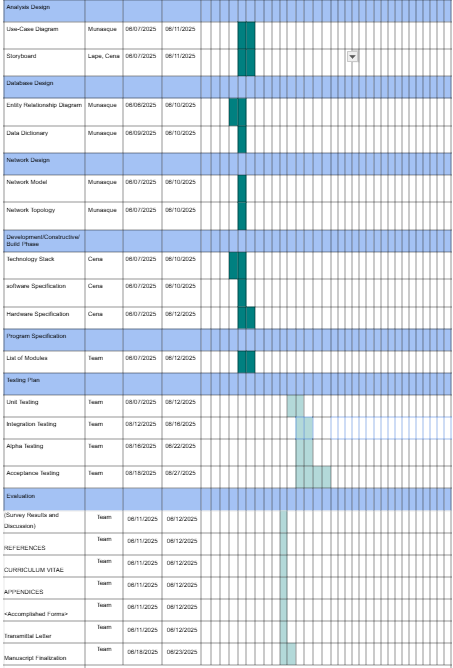 Analysis Design
Use-Case Diagram Munasque 08/07/2025 08/11/2025
Storyboard Lape, Cena 08/07/2025 08/11/2025
Database Design
Entity Relationship Diagram Munasque 08/08/2025 08/10/2025
Data Dictionary Munasque 08/09/2025 08/10/2025
Network Design
Network Model Munasque 08/07/2025 08/10/2025
Network Topology Munasque 08/07/2025 08/10/2025
Development/Constructive/
Build Phase
Technology Stack Cena 08/07/2025 08/10/2025
software Specification Cena 08/07/2025 08/10/2025
Hardware Specification Cena 08/07/2025 08/12/2025
Program Specification
List of Modules Team 08/07/2025 08/12/2025
Testing Plan
Unit Testing Team 08/07/2025 08/12/2025
Integration Testing Team 08/12/2025 08/16/2025
Alpha Testing Team 08/16/2025 08/22/2025
Acceptance Testing Team 08/18/2025 08/27/2025
Evaluation
(Survey Results and
Discussion) Team 08/11/2025 08/12/2025
REFERENCES Team 08/11/2025 08/12/2025
CURRICULUM VITAE Team 08/11/2025 08/12/2025
APPENDICES Team 08/11/2025 08/12/2025
<Accomplished Forms> Team 08/11/2025 08/12/2025
Transmittal Letter Team 08/11/2025 08/12/2025
Manuscript Finalization Team 08/18/2025 08/23/2025